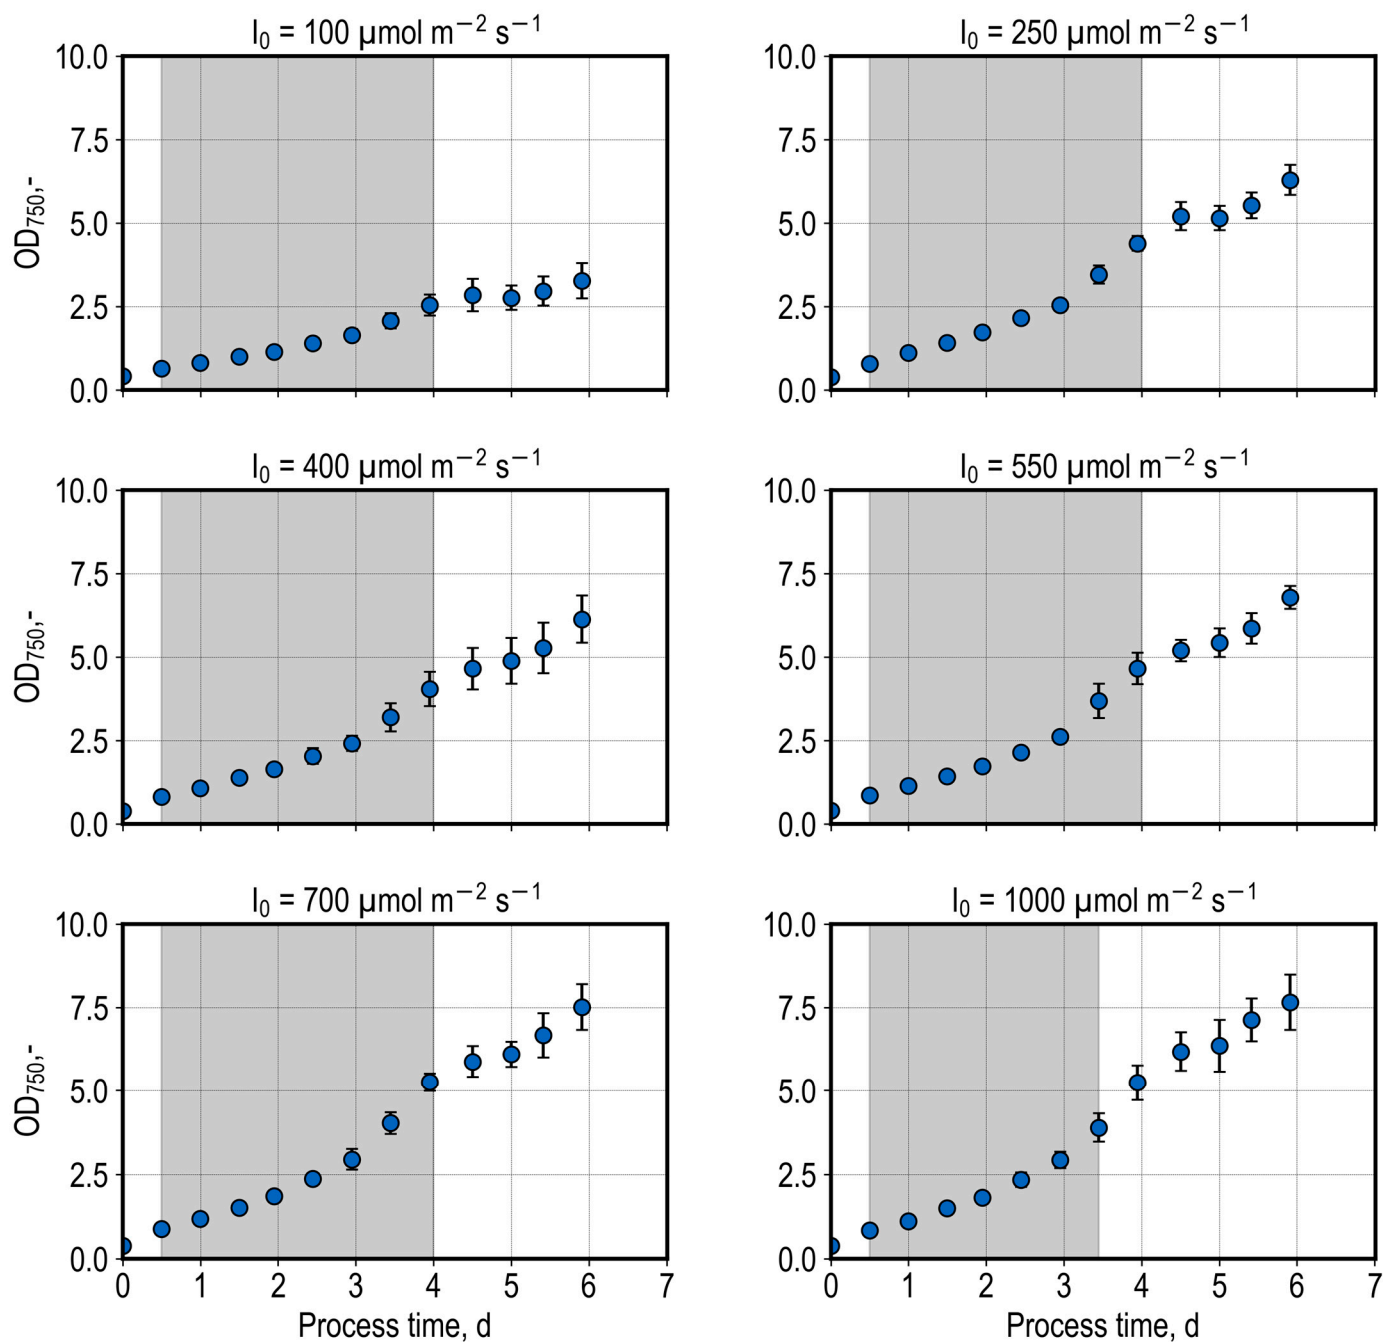 I₀ = 100 µmol m⁻² s⁻¹
10.0
7.5
5.0
2.5
0.0
OD₇₅₀,-
I₀ = 250 µmol m⁻² s⁻¹
10.0
7.5
5.0
2.5
0.0
I₀ = 400 µmol m⁻² s⁻¹
10.0
7.5
5.0
2.5
0.0
OD₇₅₀,-
I₀ = 550 µmol m⁻² s⁻¹
10.0
7.5
5.0
2.5
0.0
I₀ = 700 µmol m⁻² s⁻¹
10.0
7.5
5.0
2.5
0.0
OD₇₅₀,-
0 1 2 3 4 5 6 7
Process time, d
I₀ = 1000 µmol m⁻² s⁻¹
10.0
7.5
5.0
2.5
0.0
0 1 2 3 4 5 6 7
Process time, d